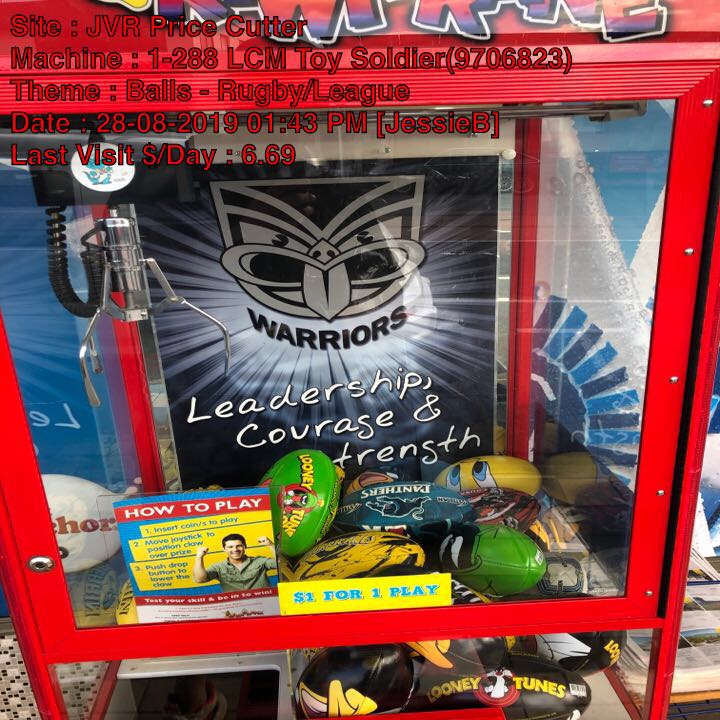 Site : JVR Price Cutter
Machine : 1-288 LCM Toy Soldier(9706823)
Theme : Balls - Rugby/League
Date : 28-08-2019 01:43 PM [JessieB]
Last Visit $/Day : 6.69
WARRIORS
Leadership,
Courage &
trength
LOONEY TUNES
PANTHERS
HOW TO PLAY
1. Insert coin/s to play
2. Move joystick to
position claw
over prize
3. Push drop
button to
lower the
claw
Test your skill & be in to win!
$1 FOR 1 PLAY
LOONEY TUNES